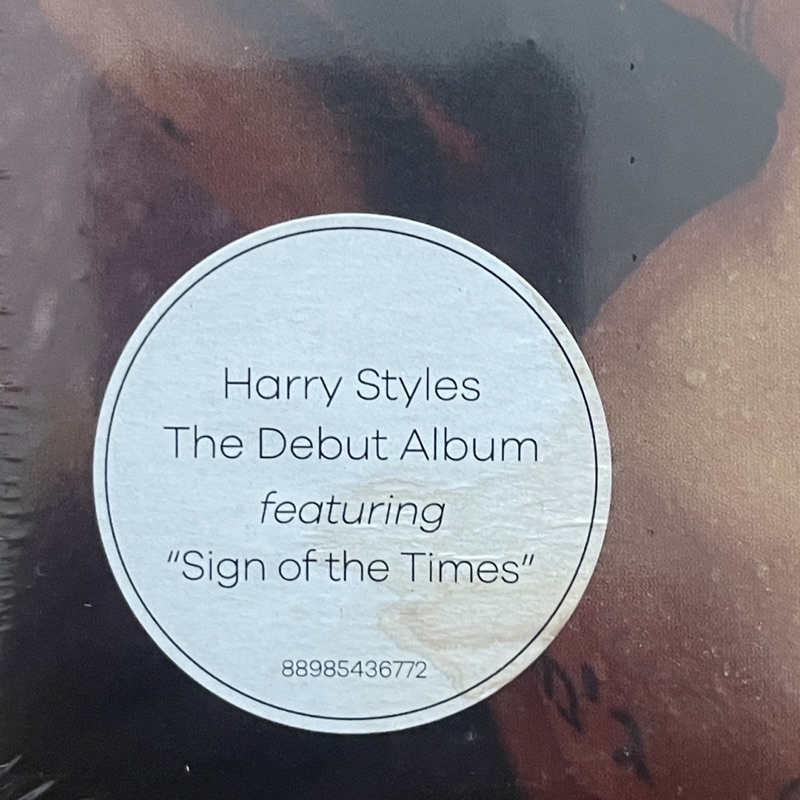 Harry Styles
The Debut Album
featuring
“Sign of the Times”
88985436772